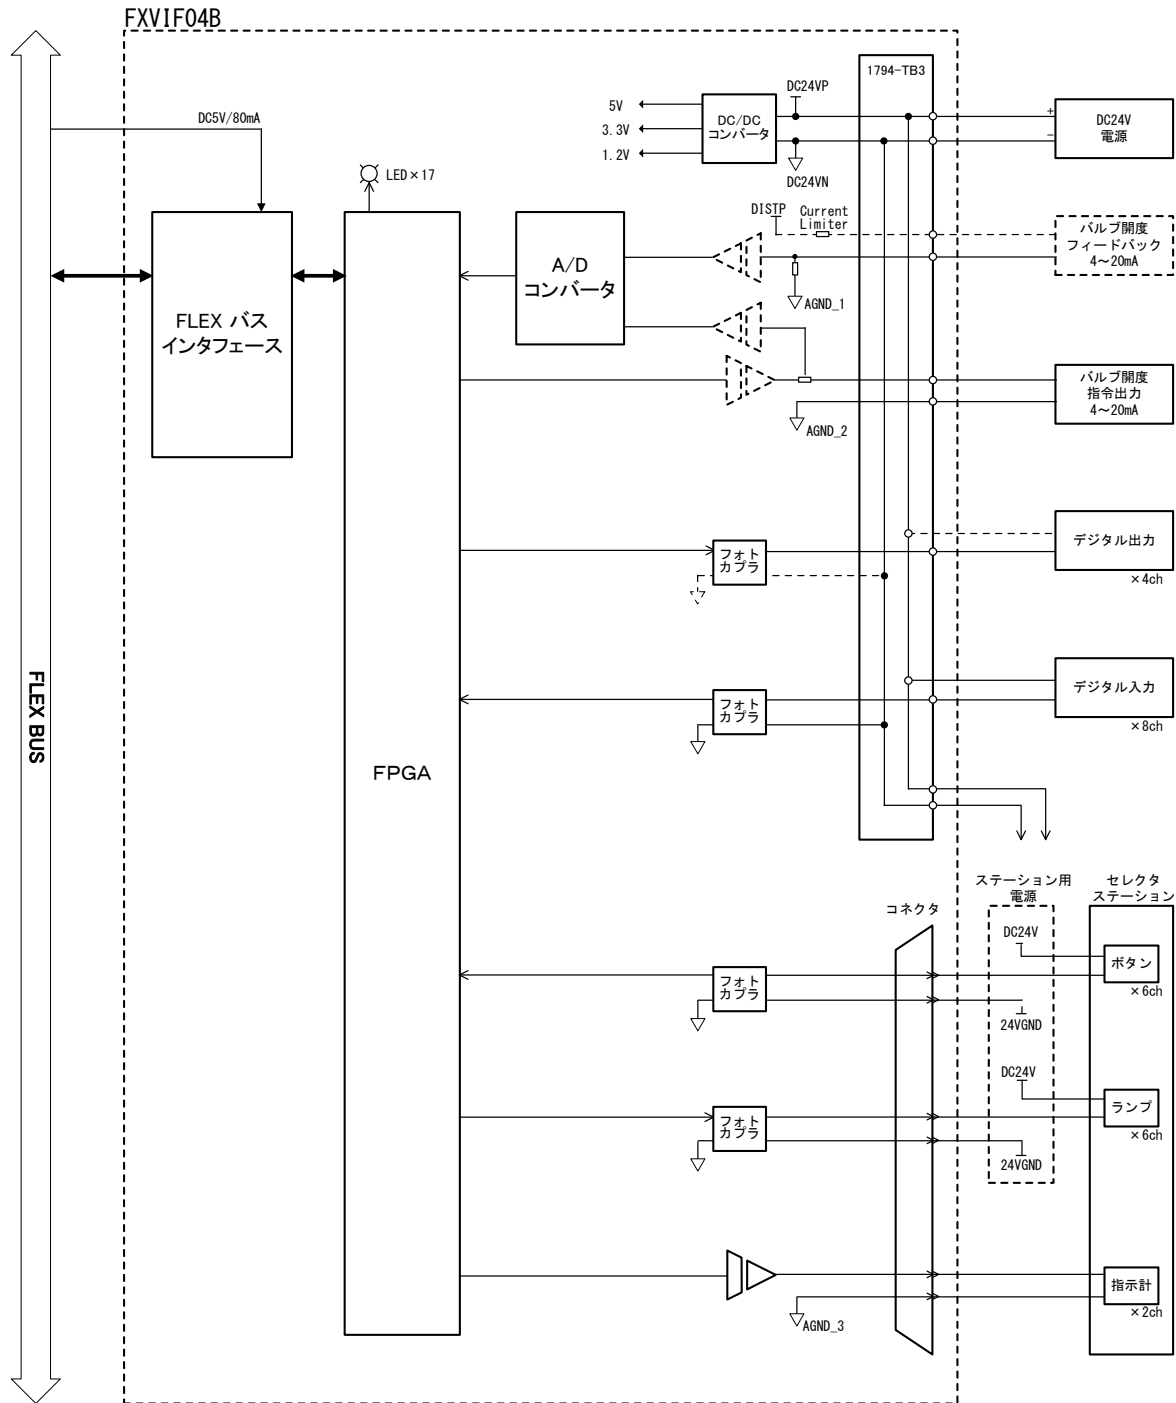 FXVIF04B
1794-TB3
DC24VP
5V
3.3V
1.2V
DC/DC
コンバータ
DC24VN
+
−
DC24V
電源
DC5V/80mA
LED×17
DISTP
Current
Limiter
バルブ開度
フィードバック
4～20mA
A/D
コンバータ
AGND_1
FLEX バス
インタフェース
バルブ開度
指令出力
4～20mA
AGND_2
フォト
カプラ
デジタル出力
×4ch
フォト
カプラ
デジタル入力
×8ch
FLEX BUS
FPGA
コネクタ
ステーション用
電源
セレクタ
ステーション
DC24V
ボタン
×6ch
フォト
カプラ
24VGND
DC24V
ランプ
×6ch
フォト
カプラ
24VGND
指示計
×2ch
AGND_3